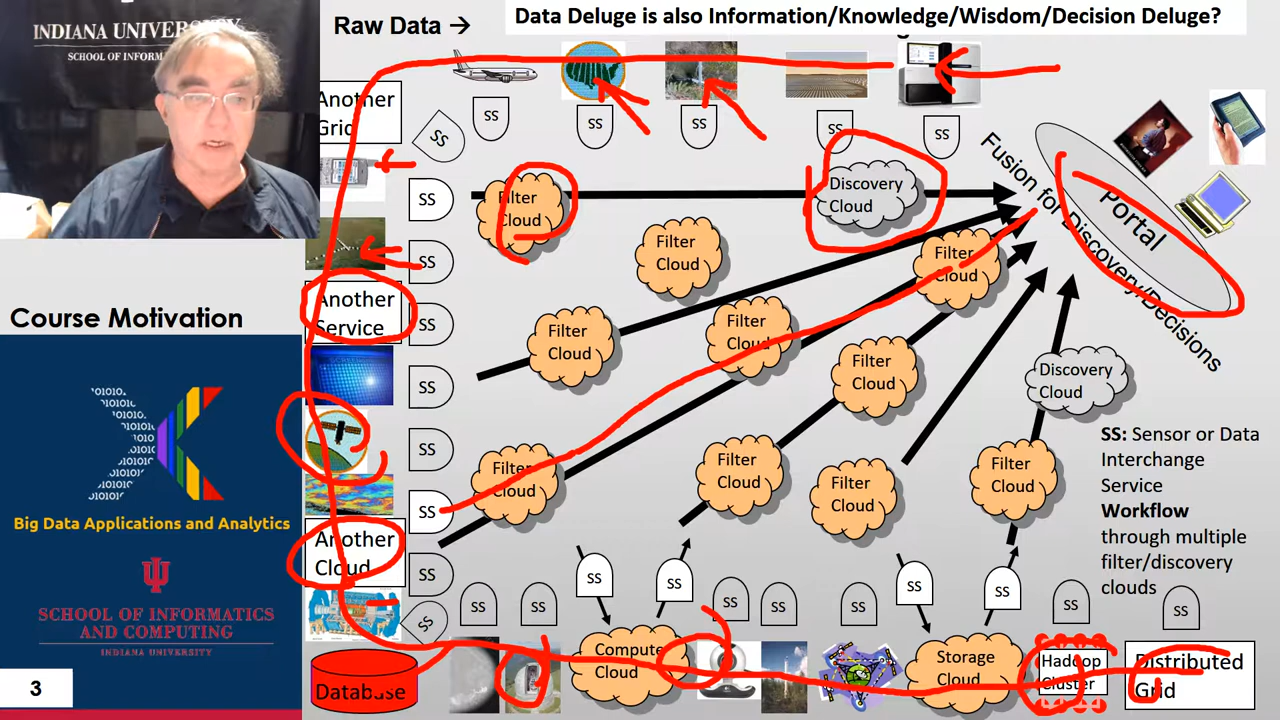 INDIANA UNIVERSITY
SCHOOL OF INFORM
Raw Data →
Data Deluge is also Information/Knowledge/Wisdom/Decision Deluge?
Another
Grid
SS
SS
SS
SS
SS
SS
Filter
Cloud
Discovery
Cloud
Fusion for Discovery/Decisions
Portal
SS
SS
Filter
Cloud
Filter
Cloud
Another
Service
SS
Filter
Cloud
Filter
Cloud
Course Motivation
SS
Filter
Cloud
Discovery
Cloud
SS
SS
Filter
Cloud
Filter
Cloud
Filter
Cloud
Filter
Cloud
SS: Sensor or Data
Interchange
Service
Workflow
through multiple
filter/discovery
clouds
Big Data Applications and Analytics
Another
Cloud
SS
SS
SS
SS
SS
SS
SS
SS
SS
SS
SS
SS
SS
SS
SCHOOL OF INFORMATICS
AND COMPUTING
INDIANA UNIVERSITY
Database
Compute
Cloud
Storage
Cloud
Hadoop
Cluster
Distributed
Grid
3